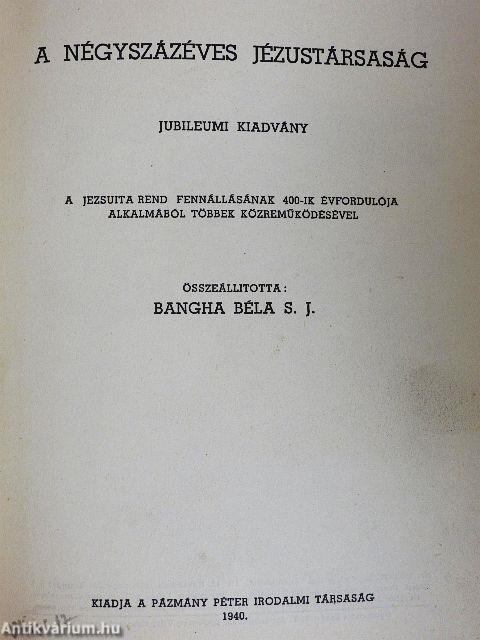 A NÉGYSZÁZÉVES JÉZUSTÁRSASÁG
JUBILEUMI KIADVÁNY
A JEZSUITA REND FENNÁLLÁSÁNAK 400-IK ÉVFORDULÓJA
ALKALMÁBÓL TÖBBEK KÖZREMŰKÖDÉSÉVEL
ÖSSZEÁLLITOTTA:
BANGHA BÉLA S. J.
KIADJA A PÁZMÁNY PÉTER IRODALMI TÁRSASÁG
1940.
Antikvárium.hu